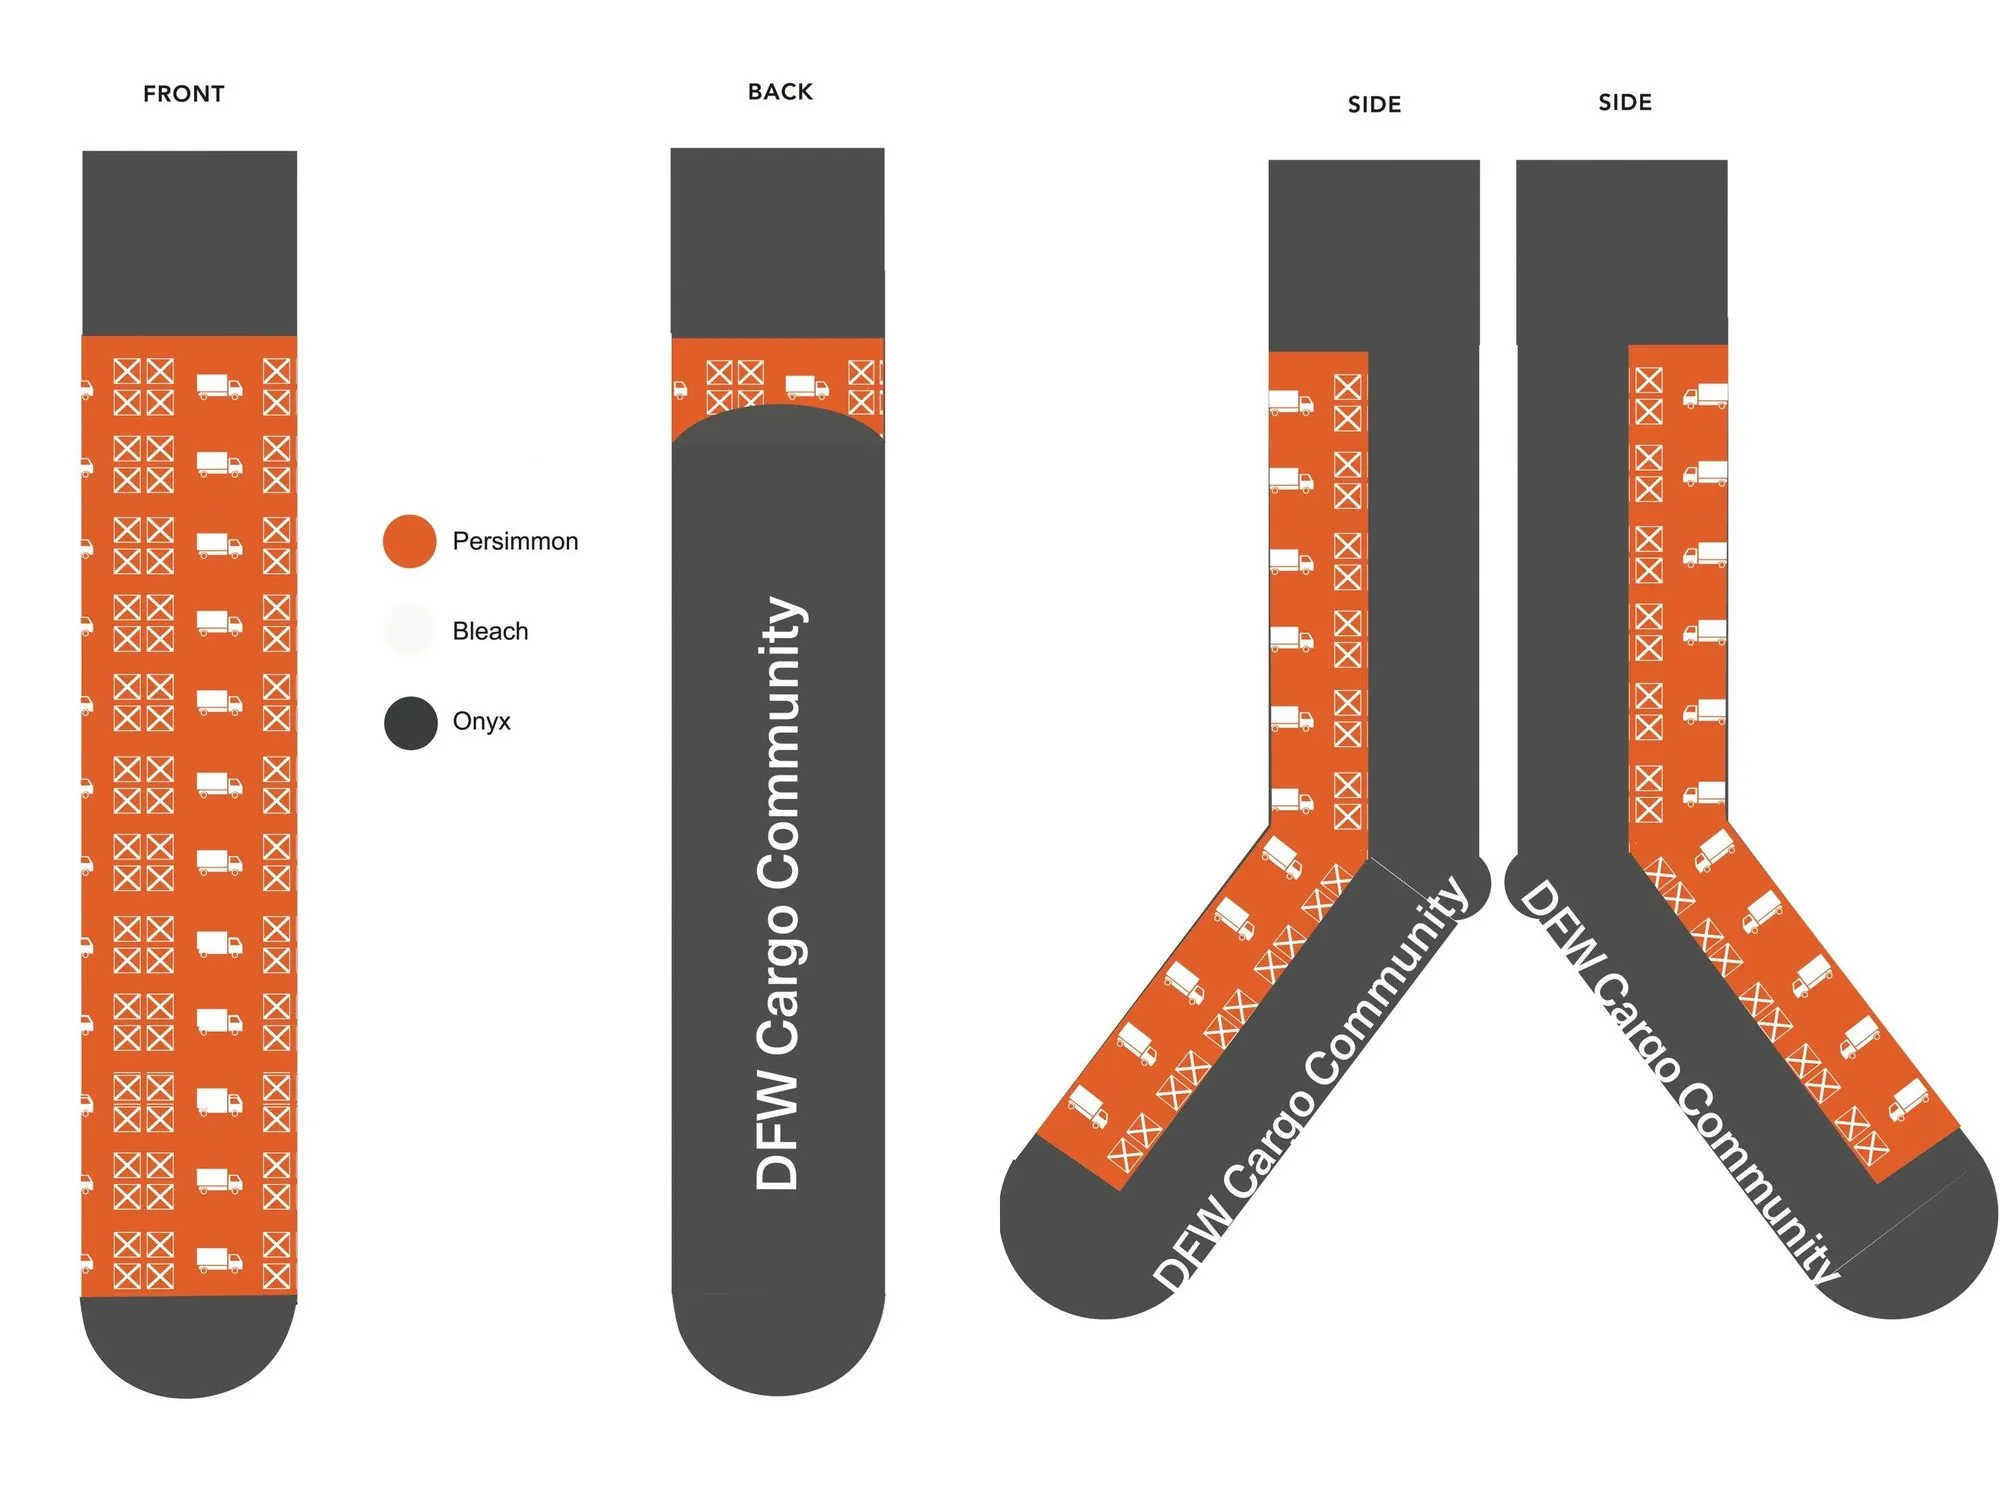 FRONT
BACK
SIDE
SIDE
Persimmon
Bleach
Onyx
DFW Cargo Community
DFW Cargo Community
DFW Cargo Community